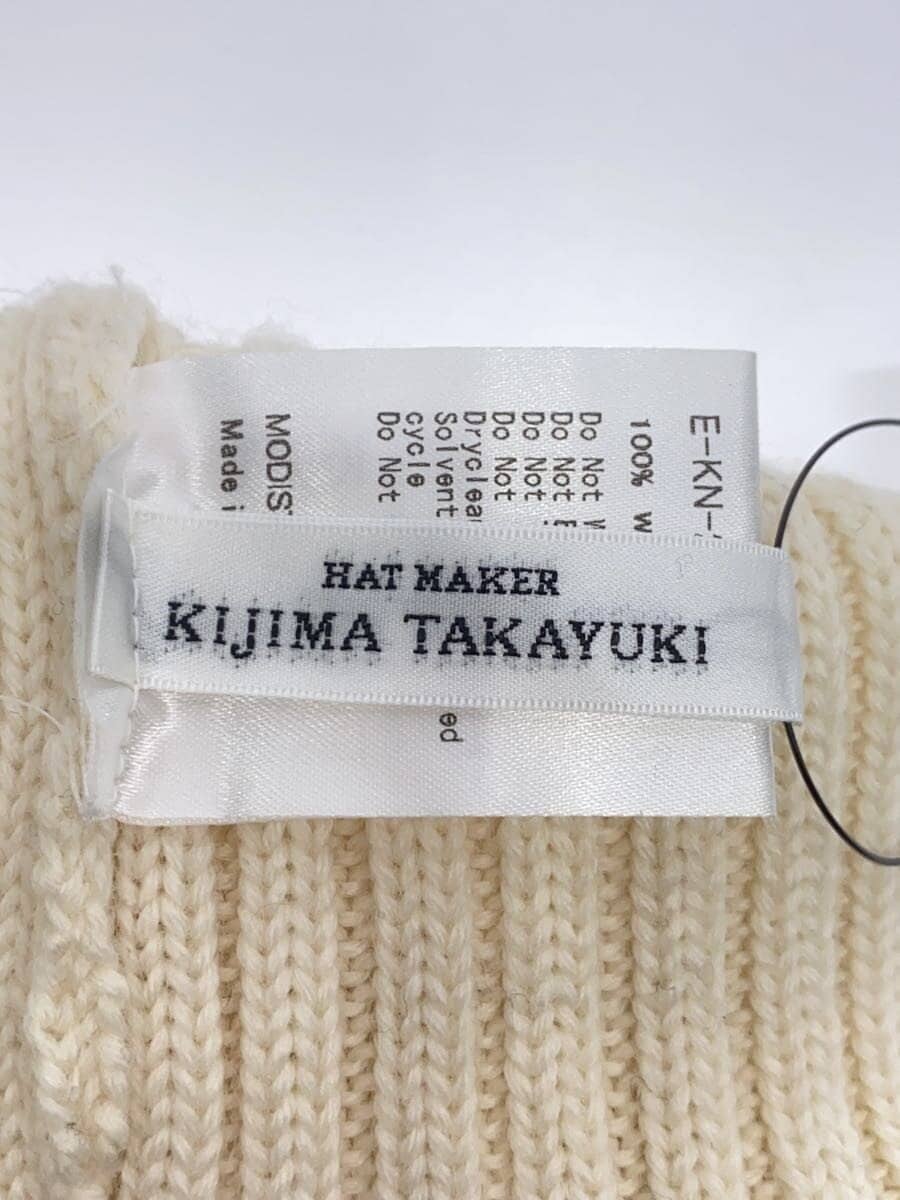 HAT MAKER
KIJIMA TAKAYUKI
E-KN-
100% W
Do Not
Do Not
Do Not
Do Not
Dryclea
Solvent
cycle
Do Not
ed
MODIS
Made i